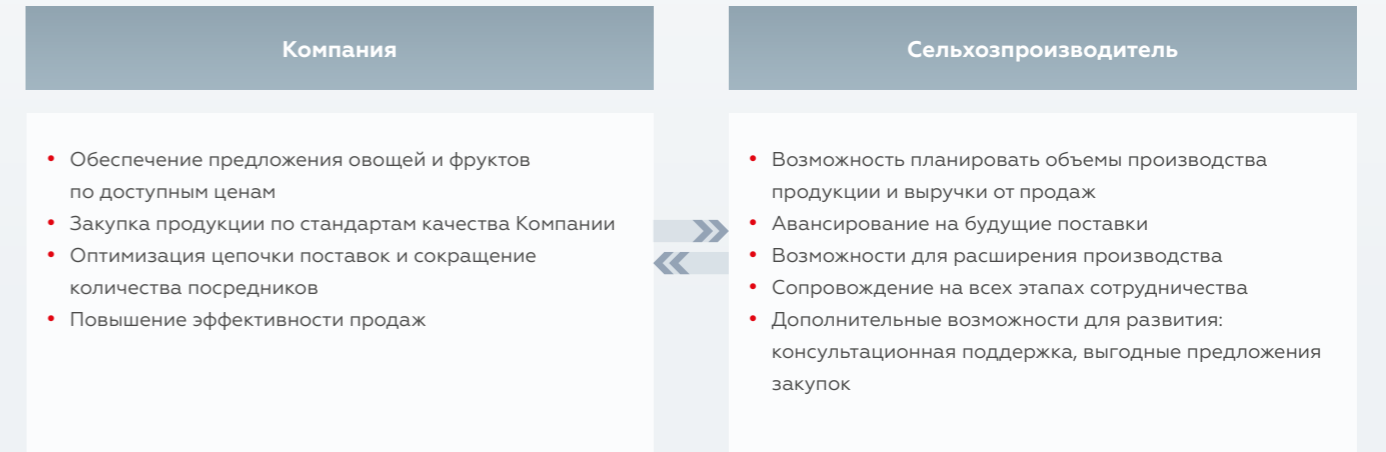 Компания
• Обеспечение предложения овощей и фруктов
по доступным ценам
• Закупка продукции по стандартам качества Компании
• Оптимизация цепочки поставок и сокращение
количества посредников
• Повышение эффективности продаж
Сельхозпроизводитель
• Возможность планировать объемы производства
продукции и выручки от продаж
• Авансирование на будущие поставки
• Возможности для расширения производства
• Сопровождение на всех этапах сотрудничества
• Дополнительные возможности для развития:
консультационная поддержка, выгодные предложения
закупок